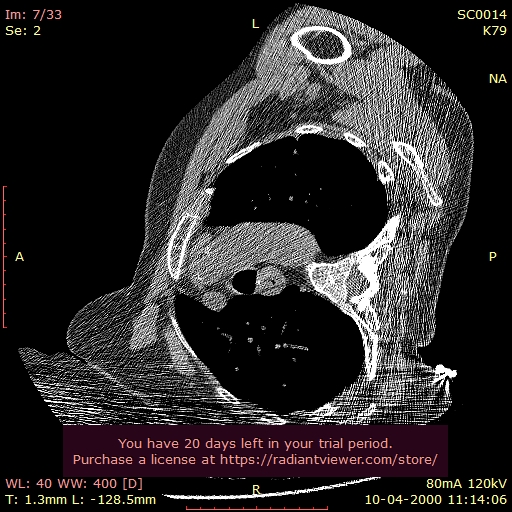 Im: 7/33
Se: 2
L
SC0014
K79
NA
A
P
You have 20 days left in your trial period.
Purchase a license at https://radiantviewer.com/store/
WL: 40 WW: 400 [D]
T: 1.3mm L: -128.5mm
R
80mA 120kV
10-04-2000 11:14:06